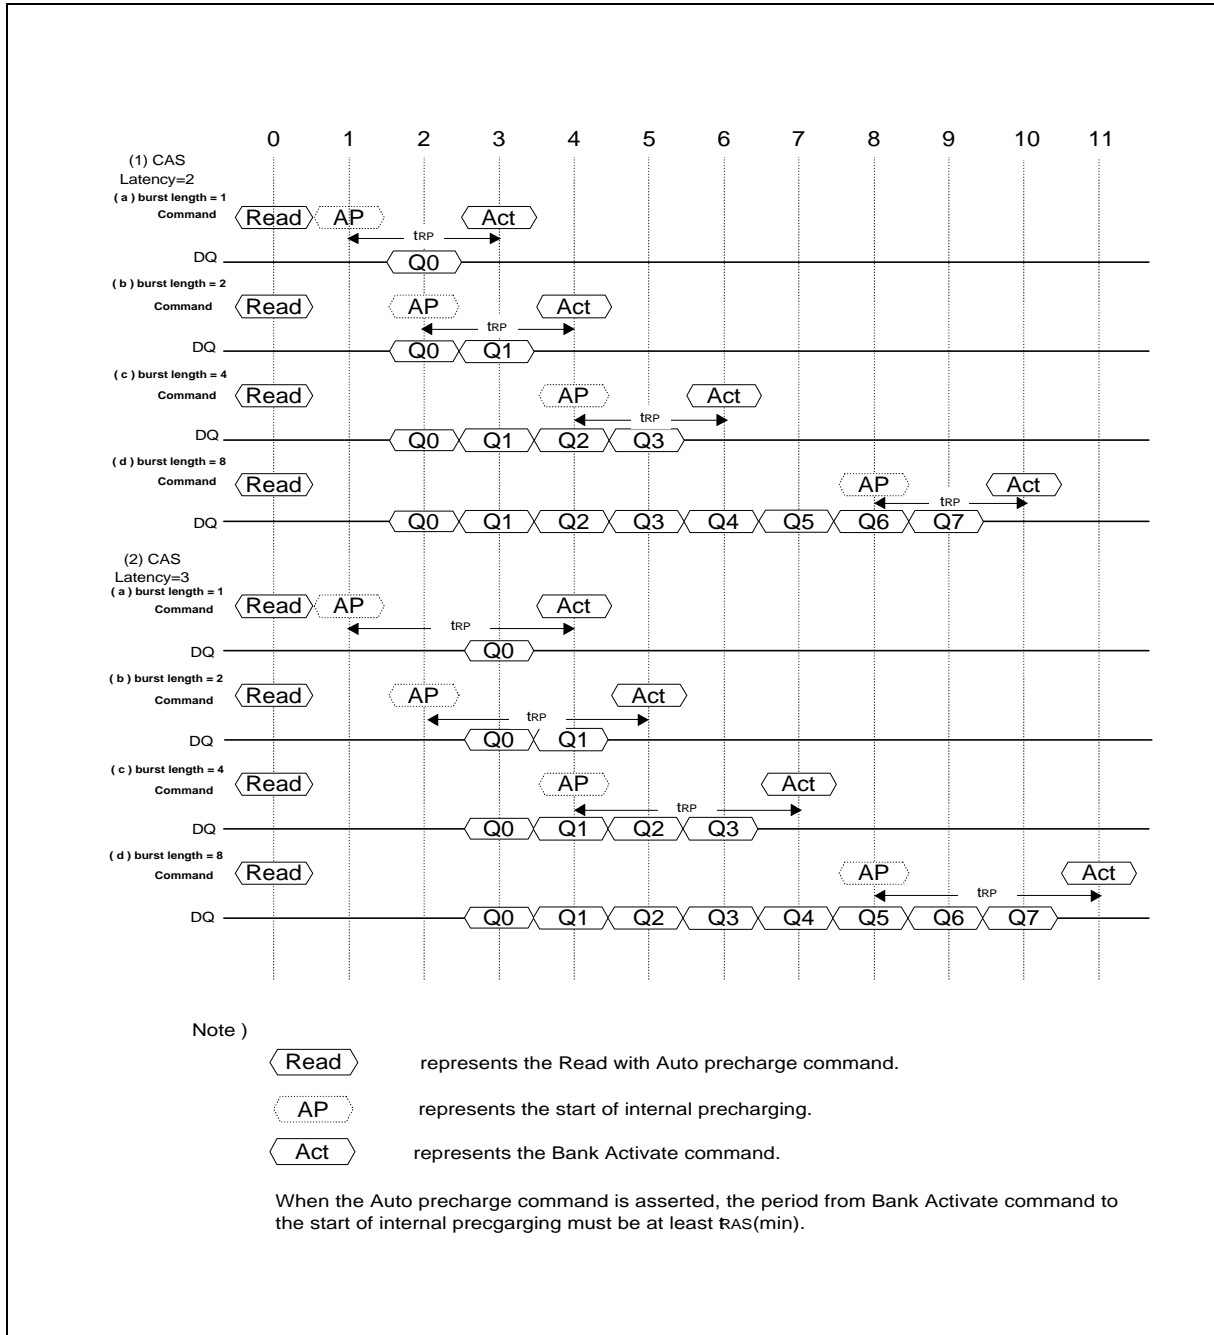 0 1 2 3 4 5 6 7 8 9 10 11
(1) CAS
Latency=2
( a ) burst length = 1
Command Read AP Act
tRP
DQ Q0
( b ) burst length = 2
Command Read AP Act
tRP
DQ Q0 Q1
( c ) burst length = 4
Command Read AP Act
tRP
DQ Q0 Q1 Q2 Q3
( d ) burst length = 8
Command Read AP Act
tRP
DQ Q0 Q1 Q2 Q3 Q4 Q5 Q6 Q7
(2) CAS
Latency=3
( a ) burst length = 1
Command Read AP Act
tRP
DQ Q0
( b ) burst length = 2
Command Read AP Act
tRP
DQ Q0 Q1
( c ) burst length = 4
Command Read AP Act
tRP
DQ Q0 Q1 Q2 Q3
( d ) burst length = 8
Command Read AP Act
tRP
DQ Q0 Q1 Q2 Q3 Q4 Q5 Q6 Q7
Note )
Read represents the Read with Auto precharge command.
AP represents the start of internal precharging.
Act represents the Bank Activate command.
When the Auto precharge command is asserted, the period from Bank Activate command to
the start of internal precgarging must be at least tRAS(min).